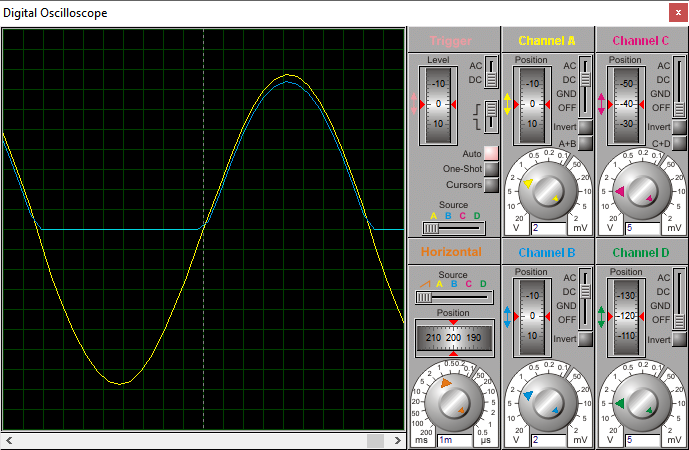 Digital Oscilloscope x
Trigger
Level
-10
0
10
AC
DC
Auto
One-Shot
Cursors
Source
A B C D
Channel A
Position
-10
0
10
AC
DC
GND
OFF
Invert
A+B
0.5 0.2
1 0.1
2 50
5 20
10 10
20 5
V 2 mV
Channel C
Position
-50
-40
-30
AC
DC
GND
OFF
Invert
C+D
0.5 0.2
1 0.1
2 50
5 20
10 10
20 5
V 5 mV
Horizontal
Source
A B C D
Position
210 200 190
0.5 0.2
1 0.1
2 50
5 20
10 10
20 5
50 2
100 1
200 0.5
ms 1m µs
Channel B
Position
-10
0
10
AC
DC
GND
OFF
Invert
0.5 0.2
1 0.1
2 50
5 20
10 10
20 5
V 2 mV
Channel D
Position
-130
-120
-110
AC
DC
GND
OFF
Invert
0.5 0.2
1 0.1
2 50
5 20
10 10
20 5
V 5 mV